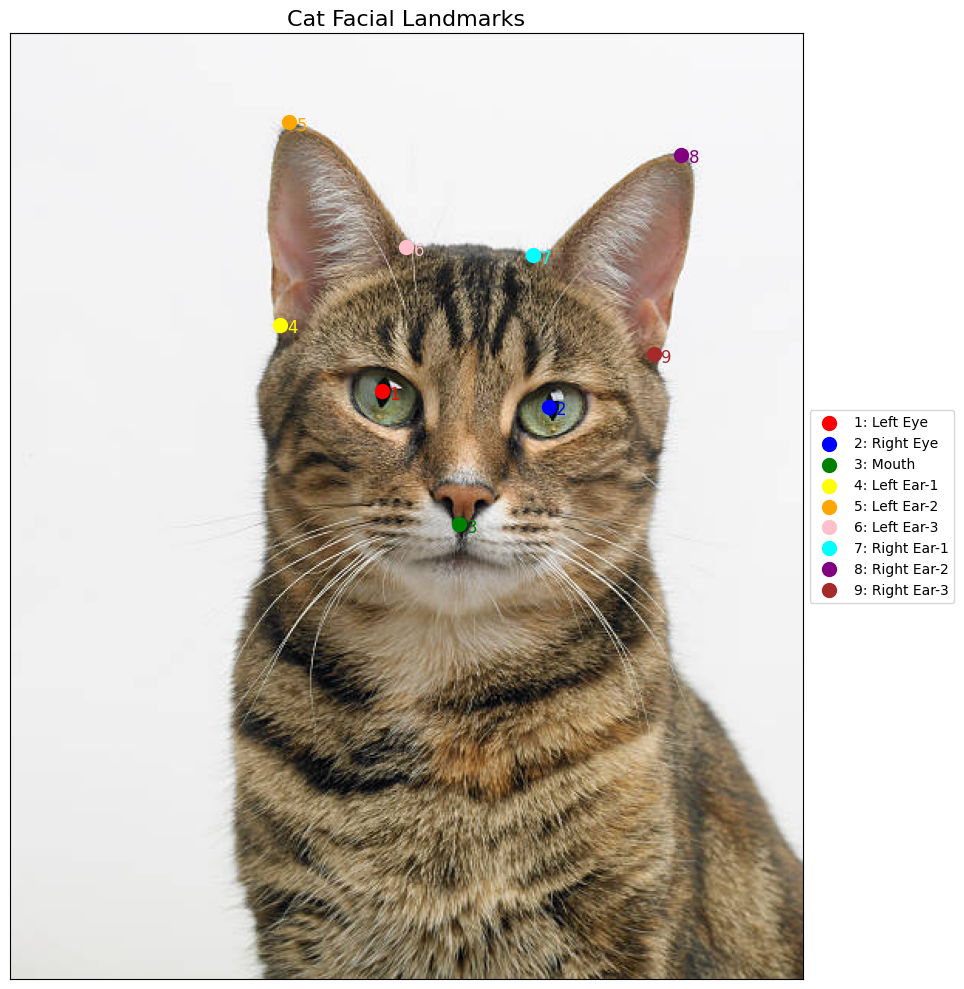 Cat Facial Landmarks
5
8
6
7
4
9
1
2
3
1: Left Eye
2: Right Eye
3: Mouth
4: Left Ear-1
5: Left Ear-2
6: Left Ear-3
7: Right Ear-1
8: Right Ear-2
9: Right Ear-3